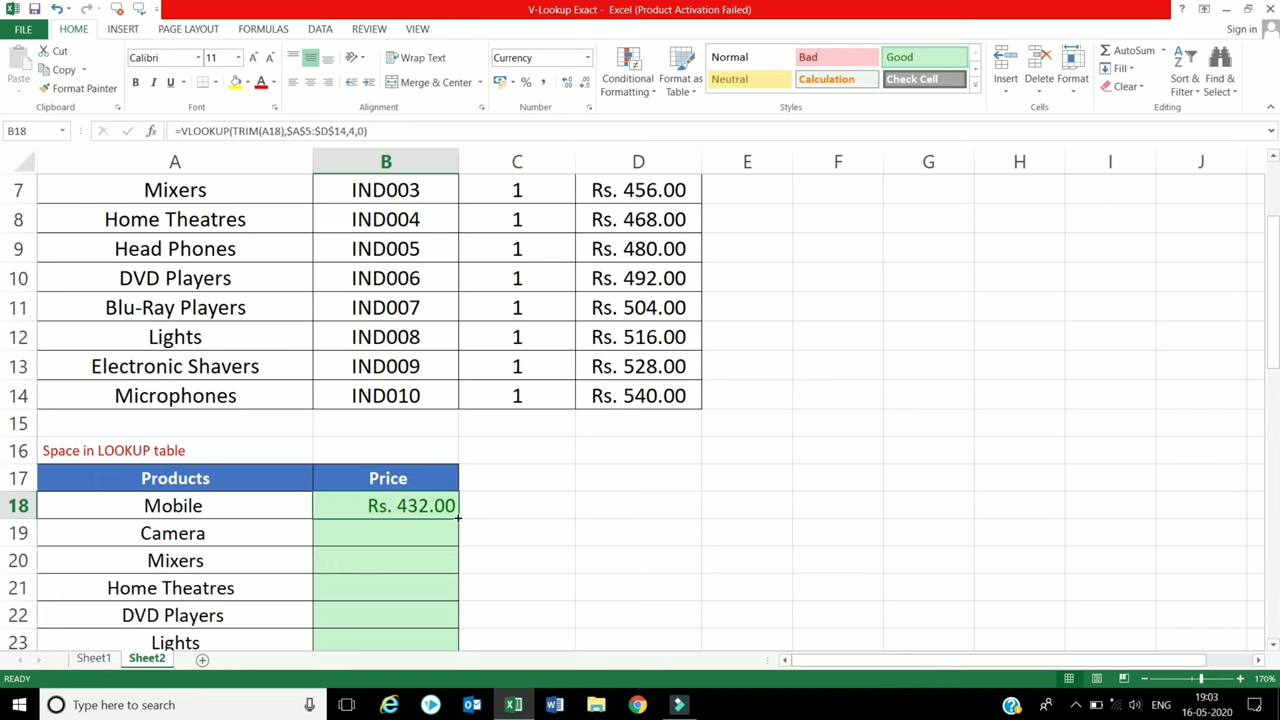 V-Lookup Exact - Excel (Product Activation Failed)
FILE HOME INSERT PAGE LAYOUT FORMULAS DATA REVIEW VIEW Sign in
Paste Cut Copy Format Painter Clipboard
Calibri 11 A A B I U A Font
Wrap Text Merge & Center Alignment
Currency % , Number
Conditional Formatting Format as Table Normal Bad Good Neutral Calculation Check Cell Styles
Insert Delete Format Cells
AutoSum Fill Clear Sort & Filter Find & Select Editing
B18 fx =VLOOKUP(TRIM(A18),$A$5:$D$14,4,0)
A B C D E F G H I J
7 Mixers IND003 1 Rs. 456.00
8 Home Theatres IND004 1 Rs. 468.00
9 Head Phones IND005 1 Rs. 480.00
10 DVD Players IND006 1 Rs. 492.00
11 Blu-Ray Players IND007 1 Rs. 504.00
12 Lights IND008 1 Rs. 516.00
13 Electronic Shavers IND009 1 Rs. 528.00
14 Microphones IND010 1 Rs. 540.00
15
16 Space in LOOKUP table
17 Products Price
18 Mobile Rs. 432.00
19 Camera
20 Mixers
21 Home Theatres
22 DVD Players
23 Lights
Sheet1 Sheet2
READY 170%
Type here to search ENG 19:03
16-05-2020